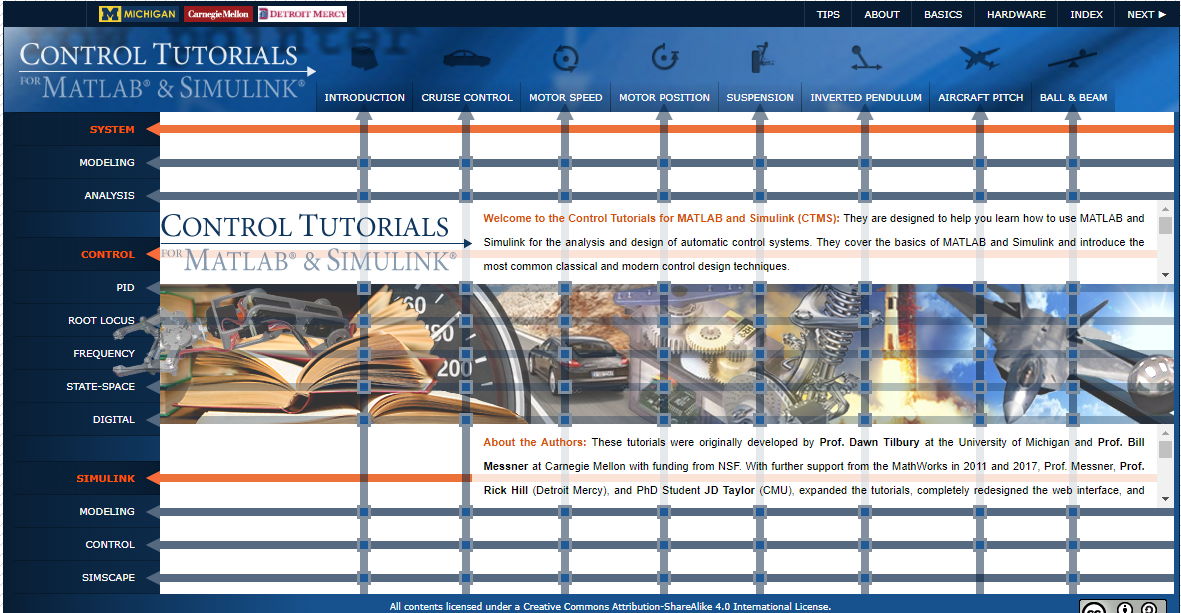 MICHIGAN Carnegie Mellon DETROIT MERCY TIPS ABOUT BASICS HARDWARE INDEX NEXT ►
CONTROL TUTORIALS
FOR MATLAB® & SIMULINK®
INTRODUCTION CRUISE CONTROL MOTOR SPEED MOTOR POSITION SUSPENSION INVERTED PENDULUM AIRCRAFT PITCH BALL & BEAM
SYSTEM
MODELING
ANALYSIS
CONTROL
PID
ROOT LOCUS
FREQUENCY
STATE-SPACE
DIGITAL
SIMULINK
MODELING
CONTROL
SIMSCAPE
CONTROL TUTORIALS
FOR MATLAB® & SIMULINK®
Welcome to the Control Tutorials for MATLAB and Simulink (CTMS): They are designed to help you learn how to use MATLAB and
Simulink for the analysis and design of automatic control systems. They cover the basics of MATLAB and Simulink and introduce the
most common classical and modern control design techniques.
160
180
200
About the Authors: These tutorials were originally developed by Prof. Dawn Tilbury at the University of Michigan and Prof. Bill
Messner at Carnegie Mellon with funding from NSF. With further support from the MathWorks in 2011 and 2017, Prof. Messner, Prof.
Rick Hill (Detroit Mercy), and PhD Student JD Taylor (CMU), expanded the tutorials, completely redesigned the web interface, and
All contents licensed under a Creative Commons Attribution-ShareAlike 4.0 International License.